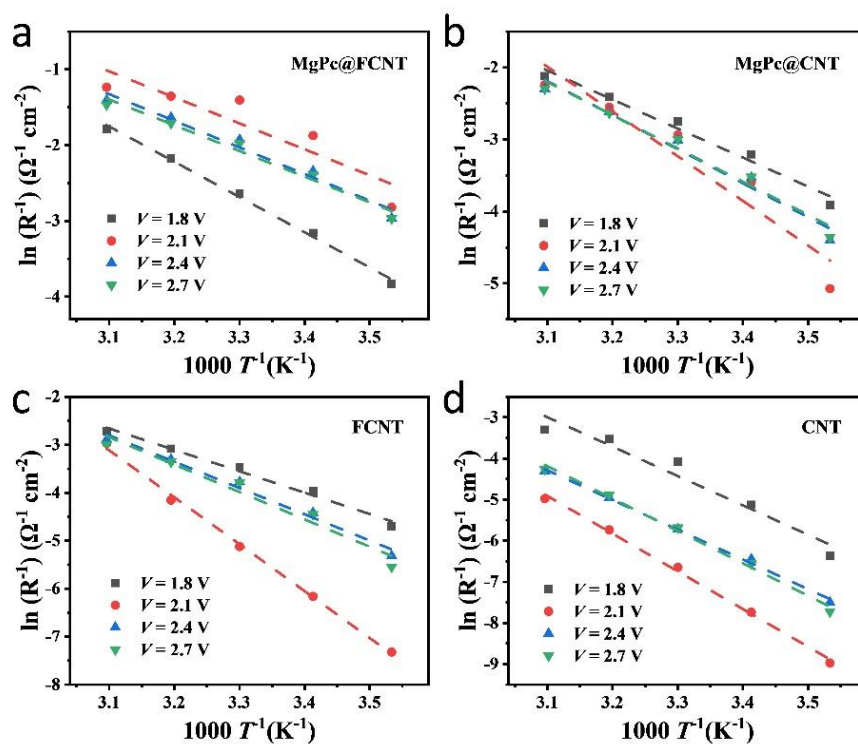 a
MgPc@FCNT
-1
-2
-3
-4
ln (R⁻¹) (Ω⁻¹ cm⁻²)
V = 1.8 V
V = 2.1 V
V = 2.4 V
V = 2.7 V
3.1 3.2 3.3 3.4 3.5
1000 T⁻¹(K⁻¹)
b
MgPc@CNT
-2
-3
-4
-5
ln (R⁻¹) (Ω⁻¹ cm⁻²)
V = 1.8 V
V = 2.1 V
V = 2.4 V
V = 2.7 V
3.1 3.2 3.3 3.4 3.5
1000 T⁻¹(K⁻¹)
c
FCNT
-2
-3
-4
-5
-6
-7
-8
ln (R⁻¹) (Ω⁻¹ cm⁻²)
V = 1.8 V
V = 2.1 V
V = 2.4 V
V = 2.7 V
3.1 3.2 3.3 3.4 3.5
1000 T⁻¹(K⁻¹)
d
CNT
-3
-4
-5
-6
-7
-8
-9
ln (R⁻¹) (Ω⁻¹ cm⁻²)
V = 1.8 V
V = 2.1 V
V = 2.4 V
V = 2.7 V
3.1 3.2 3.3 3.4 3.5
1000 T⁻¹(K⁻¹)